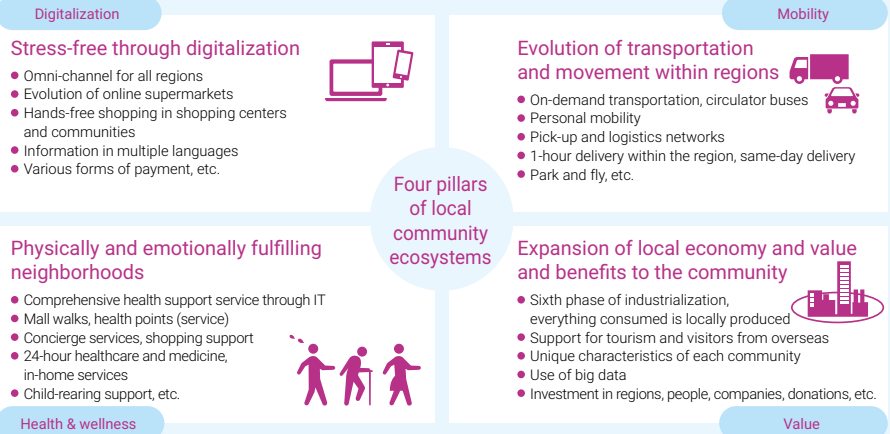 Digitalization
Stress-free through digitalization
● Omni-channel for all regions
● Evolution of online supermarkets
● Hands-free shopping in shopping centers
and communities
● Information in multiple languages
● Various forms of payment, etc.
Mobility
Evolution of transportation
and movement within regions
● On-demand transportation, circulator buses
● Personal mobility
● Pick-up and logistics networks
● 1-hour delivery within the region, same-day delivery
● Park and fly, etc.
Four pillars
of local
community
ecosystems
Physically and emotionally fulfilling
neighborhoods
● Comprehensive health support service through IT
● Mall walks, health points (service)
● Concierge services, shopping support
● 24-hour healthcare and medicine,
in-home services
● Child-rearing support, etc.
Health & wellness
Expansion of local economy and value
and benefits to the community
● Sixth phase of industrialization,
everything consumed is locally produced
● Support for tourism and visitors from overseas
● Unique characteristics of each community
● Use of big data
● Investment in regions, people, companies, donations, etc.
Value